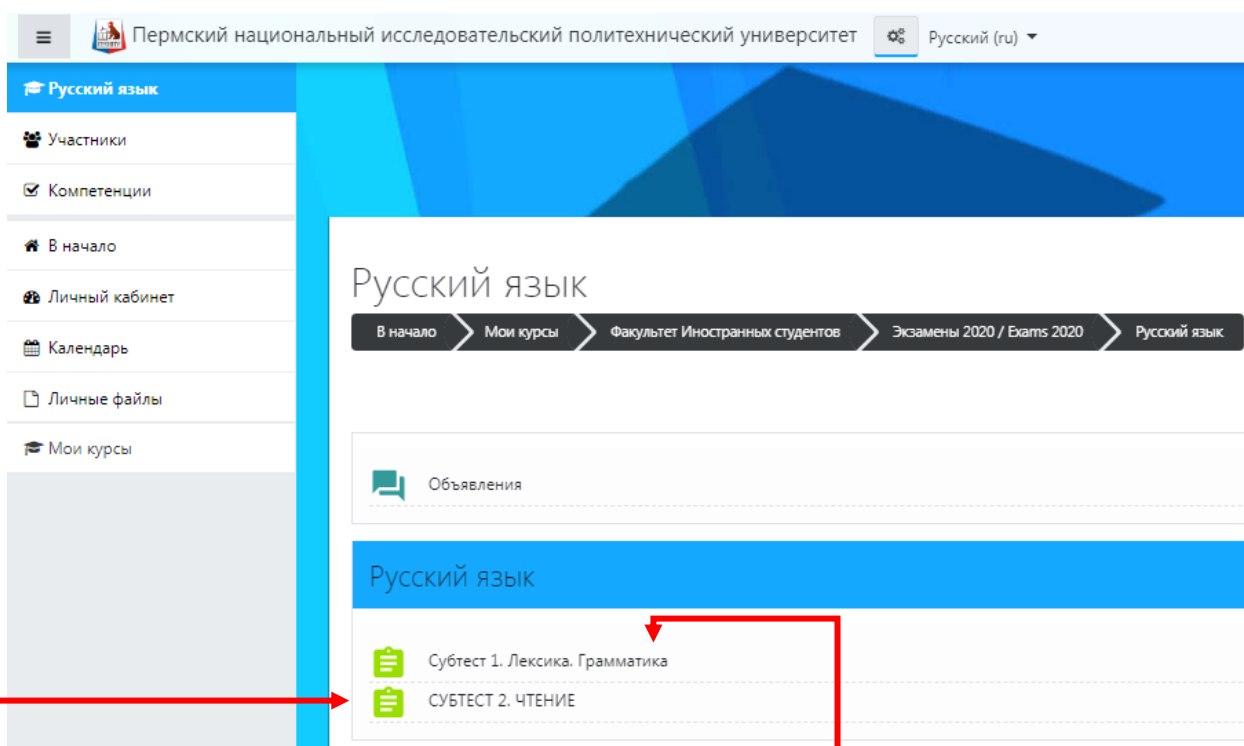 Пермский национальный исследовательский политехнический университет Русский (ru)
Русский язык
Участники
Компетенции
В начало
Личный кабинет
Календарь
Личные файлы
Мои курсы
Русский язык
В начало Мои курсы Факультет Иностранных студентов Экзамены 2020 / Exams 2020 Русский язык
Объявления
Русский язык
Субтест 1. Лексика. Грамматика
СУБТЕСТ 2. ЧТЕНИЕ